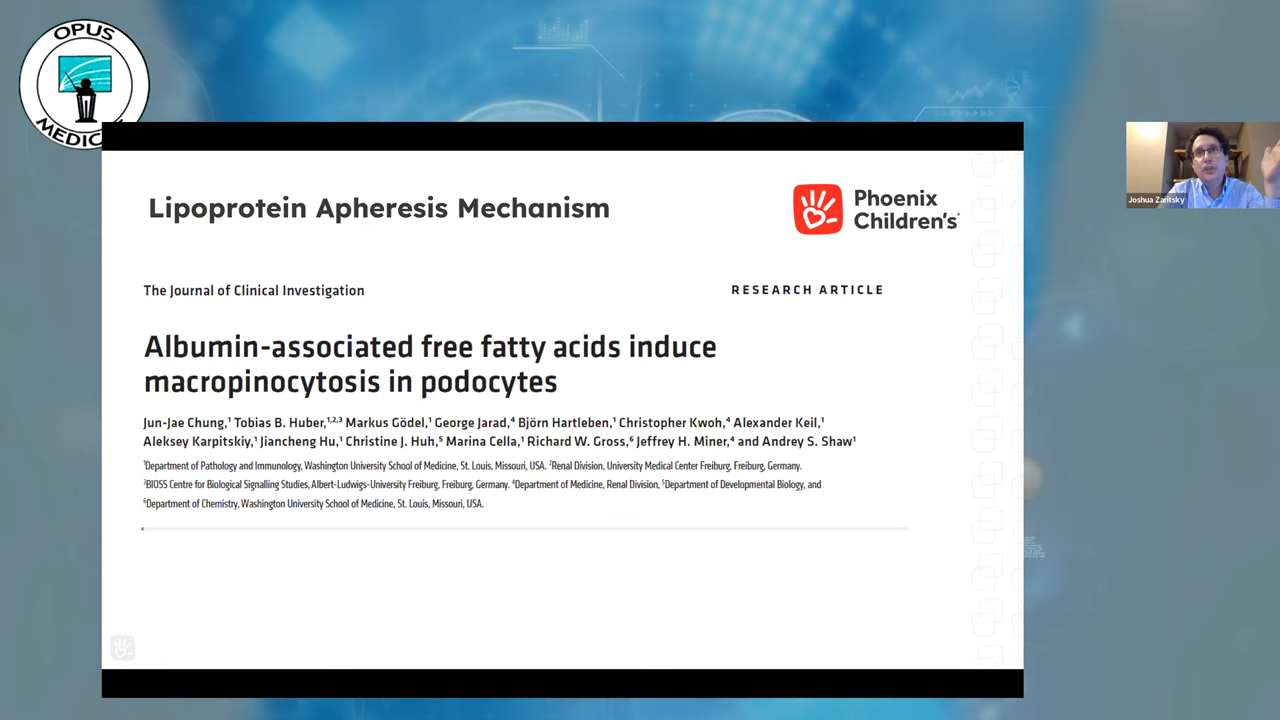 OPUS
MEDIC
Joshua Zaritsky
Lipoprotein Apheresis Mechanism
Phoenix
Children's
The Journal of Clinical Investigation
RESEARCH ARTICLE
Albumin-associated free fatty acids induce
macropinocytosis in podocytes
Jun-Jae Chung,¹ Tobias B. Huber,¹,²,³ Markus Gödel,¹ George Jarad,⁴ Björn Hartleben,¹ Christopher Kwoh,⁴ Alexander Keil,¹
Aleksey Karpitskiy,¹ Jiancheng Hu,¹ Christine J. Huh,⁵ Marina Cella,¹ Richard W. Gross,⁶ Jeffrey H. Miner,⁴ and Andrey S. Shaw¹
¹Department of Pathology and Immunology, Washington University School of Medicine, St. Louis, Missouri, USA. ²Renal Division, University Medical Center Freiburg, Freiburg, Germany.
³BIOSS Centre for Biological Signalling Studies, Albert-Ludwigs-University Freiburg, Freiburg, Germany. ⁴Department of Medicine, Renal Division, ⁵Department of Developmental Biology, and
⁶Department of Chemistry, Washington University School of Medicine, St. Louis, Missouri, USA.